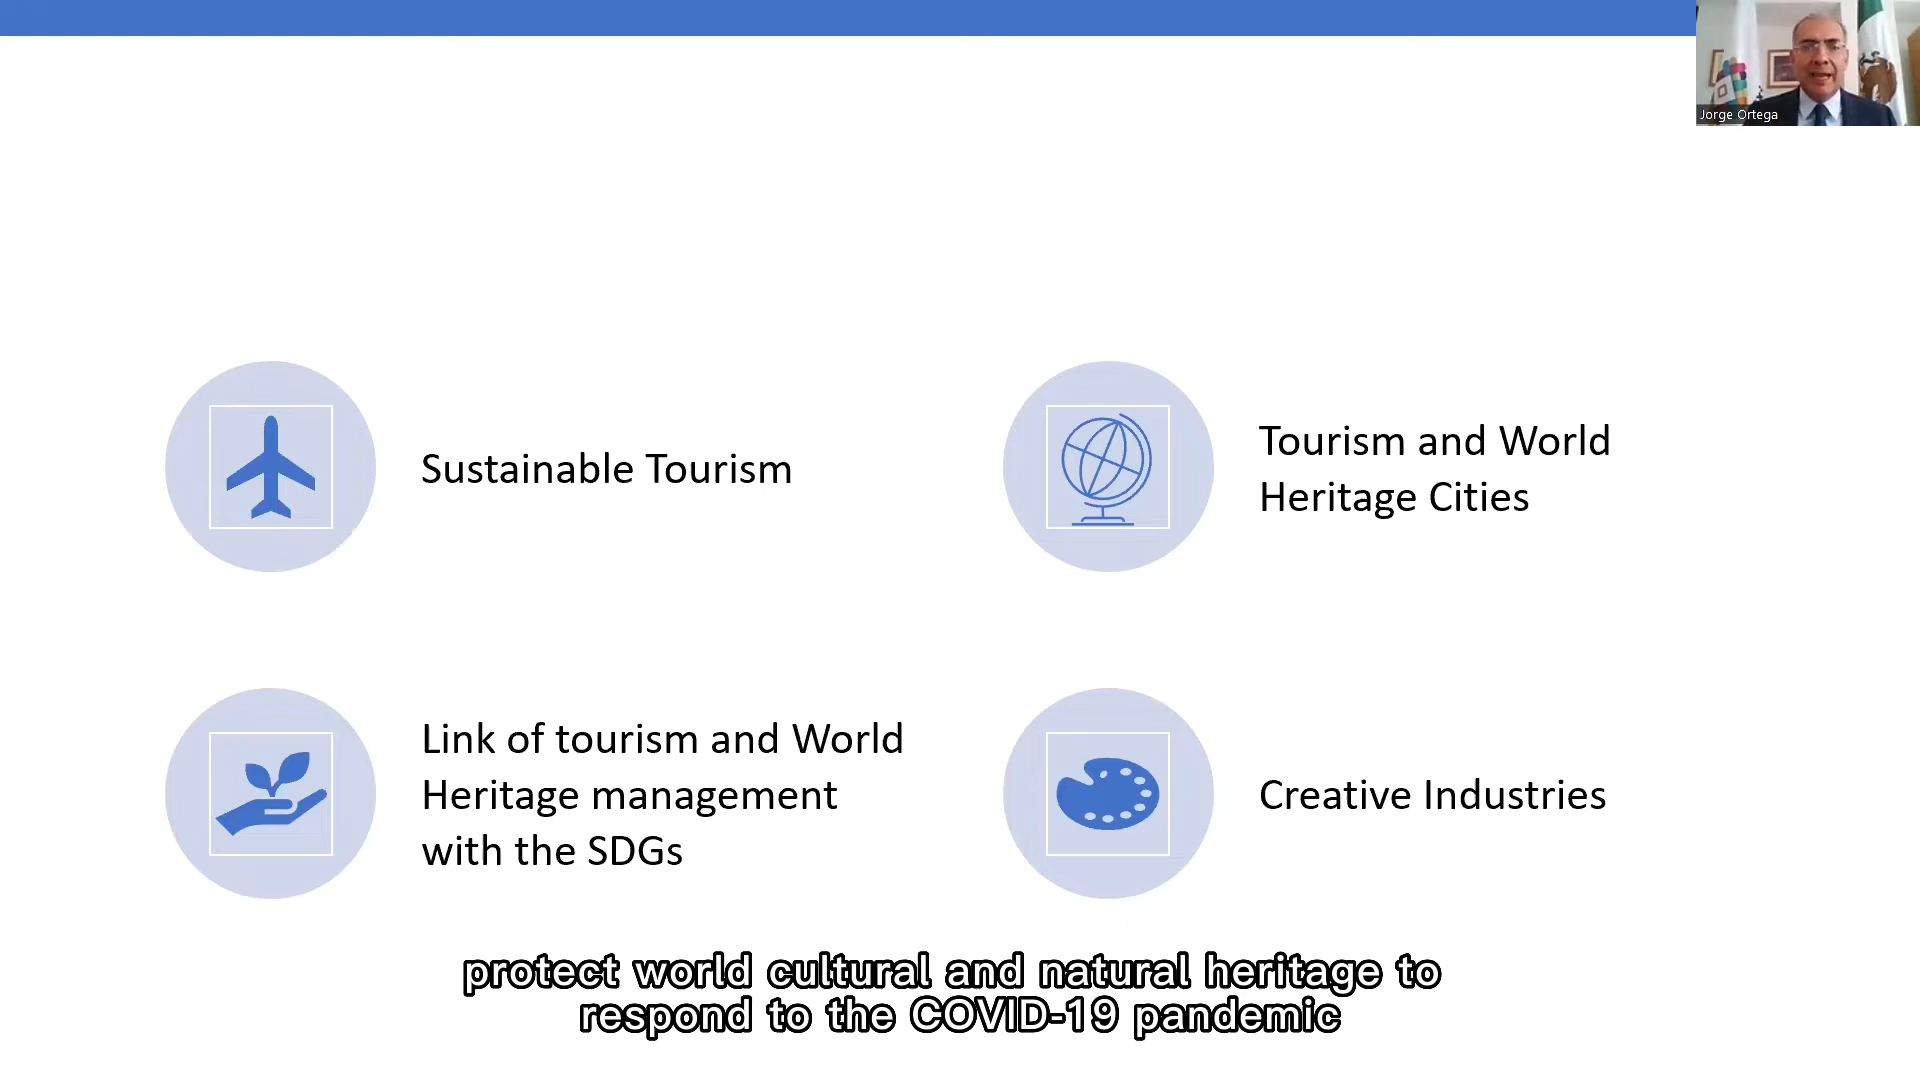 Jorge Ortega
Sustainable Tourism
Tourism and World
Heritage Cities
Link of tourism and World
Heritage management
with the SDGs
Creative Industries
protect world cultural and natural heritage to
respond to the COVID-19 pandemic